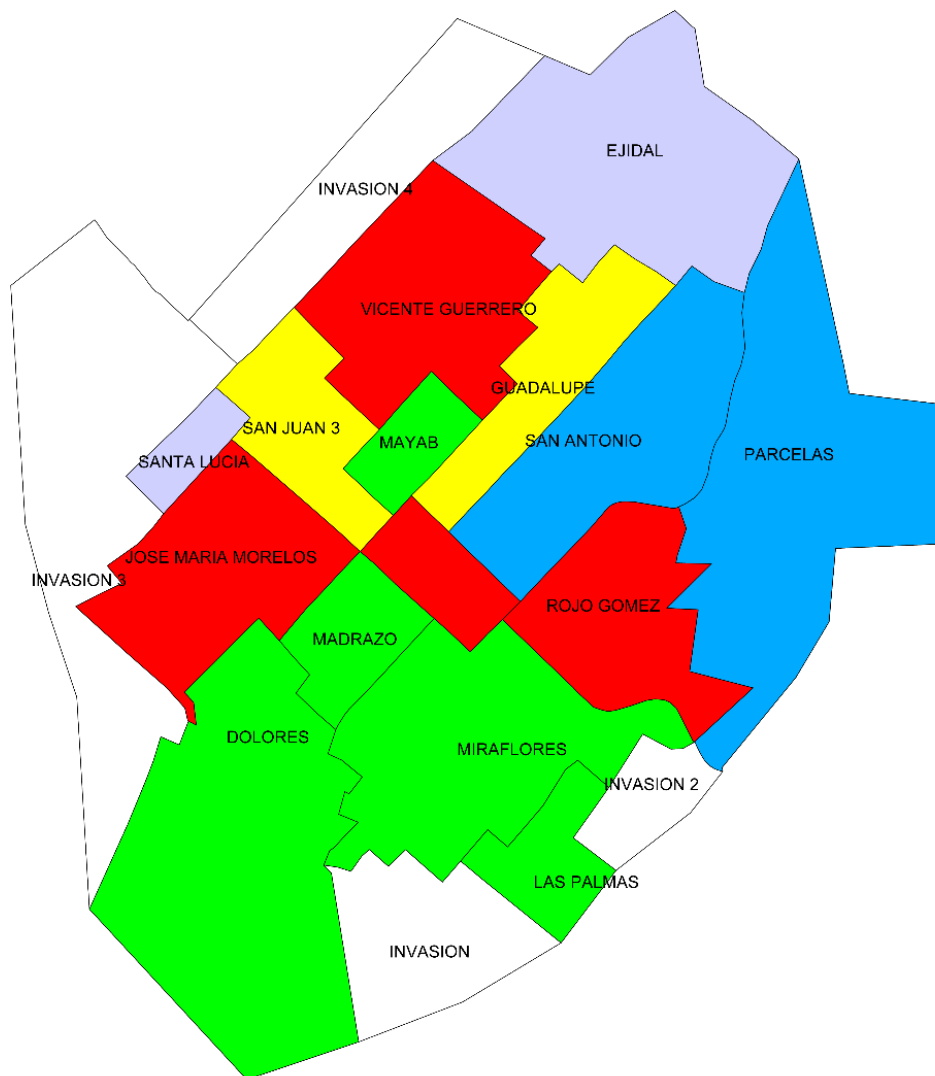 EJIDAL
INVASION 4
VICENTE GUERRERO
GUADALUPE
SAN JUAN 3
MAYAB
SAN ANTONIO
PARCELAS
SANTA LUCIA
JOSE MARIA MORELOS
INVASION 3
ROJO GOMEZ
MADRAZO
DOLORES
MIRAFLORES
INVASION 2
LAS PALMAS
INVASION